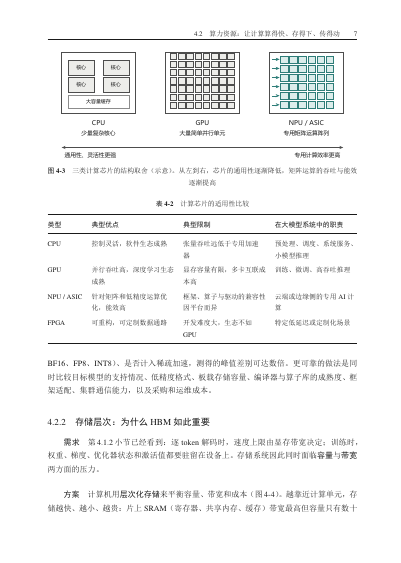 4.2 算力资源：让计算算得快、存得下、传得动 7
核心 核心
核心 核心
大容量缓存
CPU GPU NPU / ASIC
少量复杂核心 大量简单并行单元 专用矩阵运算阵列
通用性、灵活性更强 专用计算效率更高
图 4-3 三类计算芯片的结构取舍（示意）。从左到右，芯片的通用性逐渐降低，矩阵运算的吞吐与能效
逐渐提高
表 4-2 计算芯片的适用性比较
类型 典型优点 典型限制 在大模型系统中的职责
CPU 控制灵活，软件生态成熟 张量吞吐远低于专用加速 预处理、调度、系统服务、
器 小模型推理
GPU 并行吞吐高，深度学习生态 显存容量有限，多卡互联成 训练、微调、高吞吐推理
成熟 本高
NPU / ASIC 针对矩阵和低精度运算优 框架、算子与驱动的兼容性 云端或边缘侧的专用 AI 计
化，能效高 因平台而异 算
FPGA 可重构，可定制数据通路 开发难度大，生态不如 特定低延迟或定制化场景
GPU
BF16、FP8、INT8）、是否计入稀疏加速，测得的峰值差别可达数倍。更可靠的做法是同
时比较目标模型的支持情况、低精度格式、板载存储容量、编译器与算子库的成熟度、框
架适配、集群通信能力，以及采购和运维成本。
4.2.2 存储层次：为什么 HBM 如此重要
需求 第 4.1.2 小节已经看到：逐 token 解码时，速度上限由显存带宽决定；训练时，
权重、梯度、优化器状态和激活值都要驻留在设备上。存储系统因此同时面临容量与带宽
两方面的压力。
方案 计算机用层次化存储来平衡容量、带宽和成本（图 4-4）。越靠近计算单元，存
储越快、越小、越贵：片上 SRAM（寄存器、共享内存、缓存）带宽最高但容量只有数十